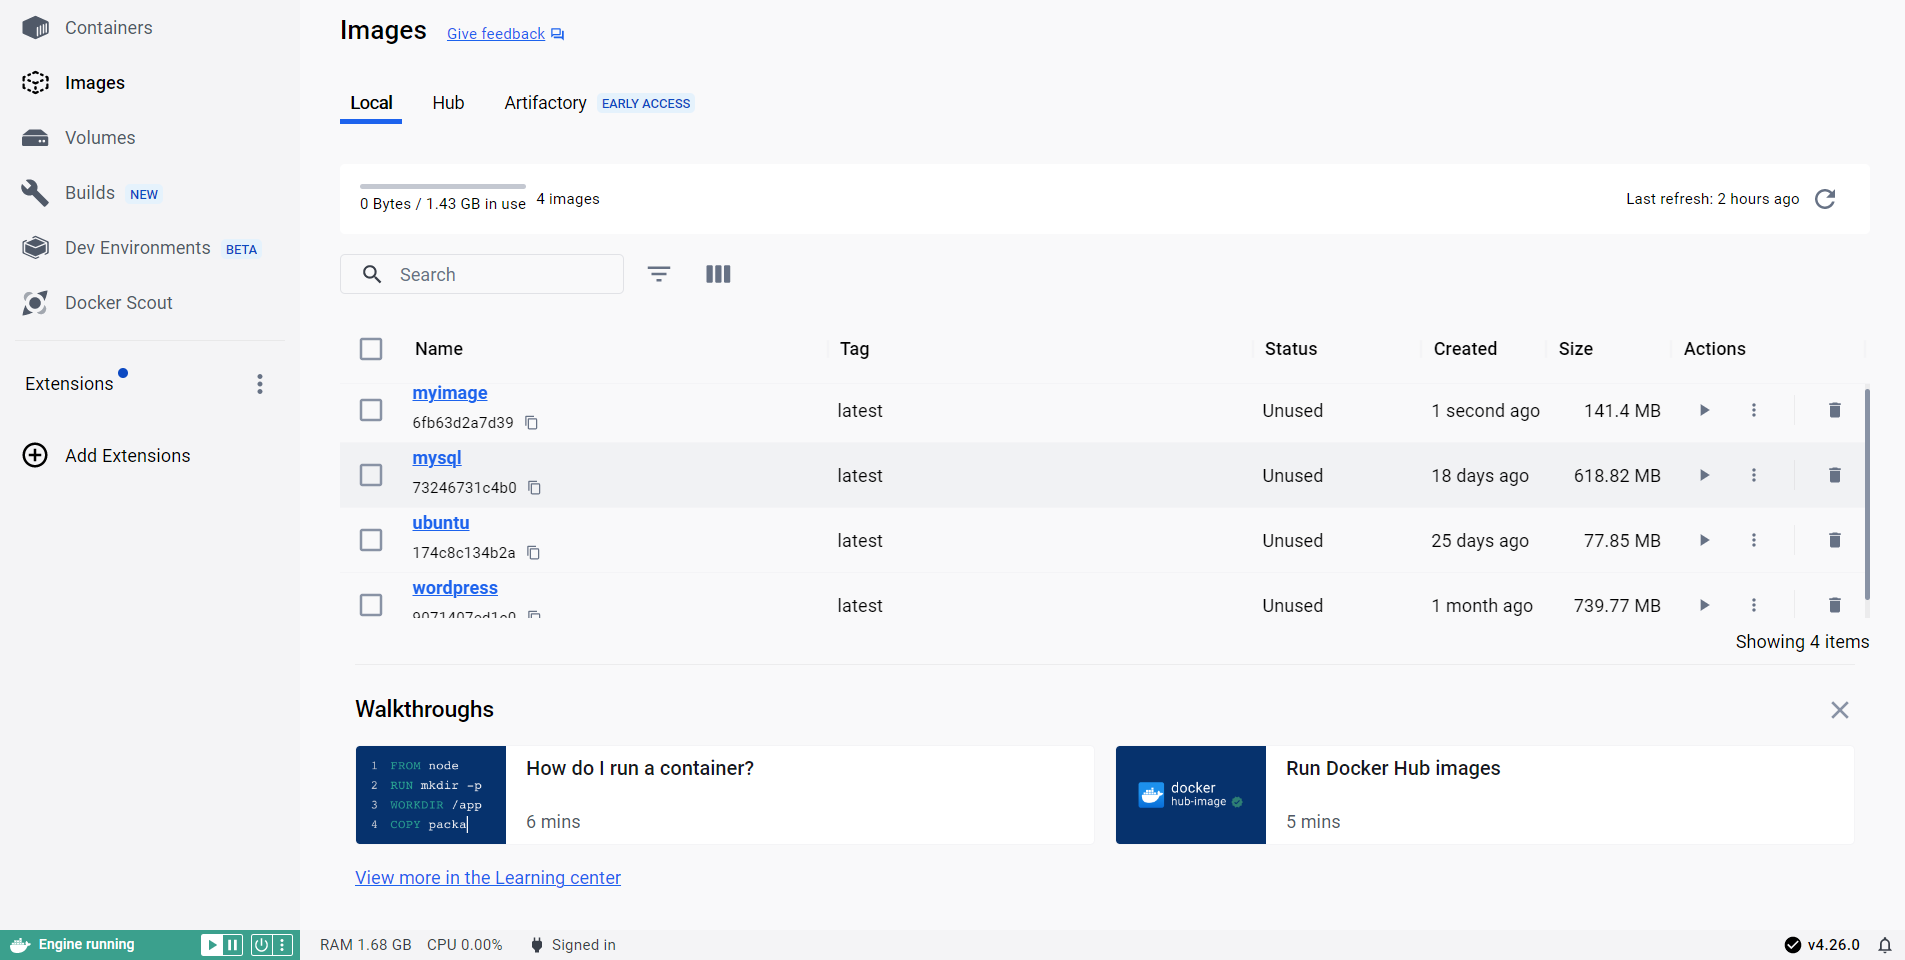 Containers
Images
Volumes
Builds NEW
Dev Environments BETA
Docker Scout
Extensions
Add Extensions
Images Give feedback
Local Hub Artifactory EARLY ACCESS
0 Bytes / 1.43 GB in use 4 images
Last refresh: 2 hours ago
Search
Name Tag Status Created Size Actions
myimage
6fb63d2a7d39
latest Unused 1 second ago 141.4 MB
mysql
73246731c4b0
latest Unused 18 days ago 618.82 MB
ubuntu
174c8c134b2a
latest Unused 25 days ago 77.85 MB
wordpress
latest Unused 1 month ago 739.77 MB
Showing 4 items
Walkthroughs
1 FROM node
2 RUN mkdir -p
3 WORKDIR /app
4 COPY packa
How do I run a container?
6 mins
docker
hub-image
Run Docker Hub images
5 mins
View more in the Learning center
Engine running
RAM 1.68 GB CPU 0.00% Signed in
v4.26.0